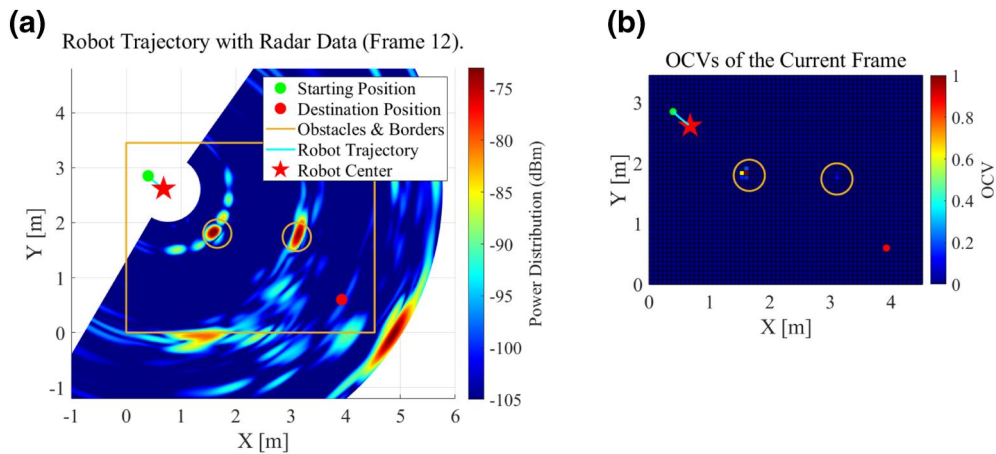 (a)
Robot Trajectory with Radar Data (Frame 12).
Starting Position
Destination Position
Obstacles & Borders
Robot Trajectory
Robot Center
Y [m]
4
3
2
1
0
-1
-1 0 1 2 3 4 5 6
X [m]
-75
-80
-85
-90
-95
-100
-105
Power Distribution (dBm)
(b)
OCVs of the Current Frame
Y [m]
3
2
1
0
0 1 2 3 4
X [m]
1
0.8
0.6
0.4
0.2
0
OCV